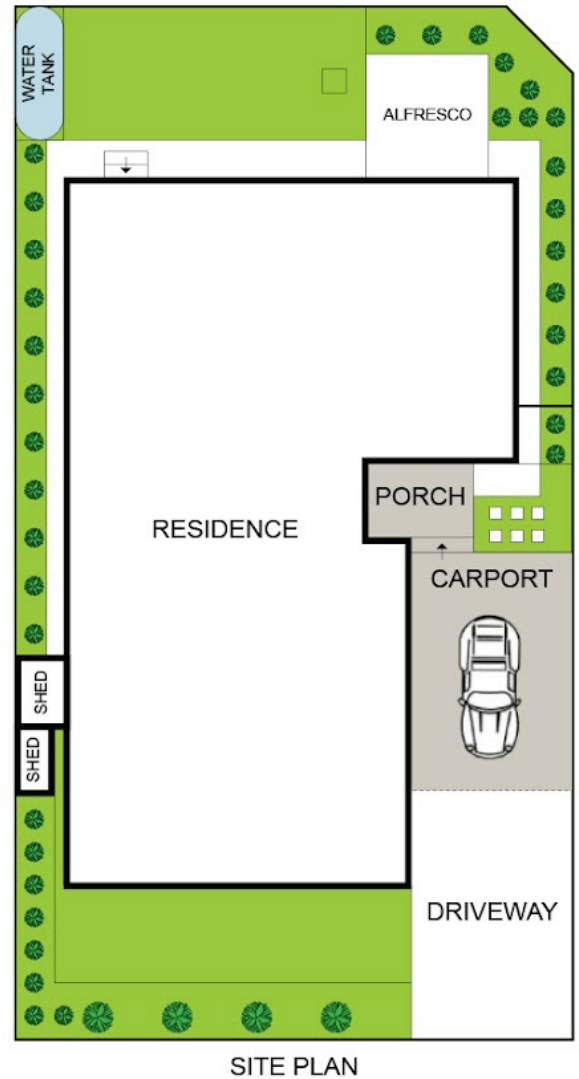 WATER
TANK
ALFRESCO
PORCH
RESIDENCE
CARPORT
SHED
SHED
DRIVEWAY
SITE PLAN